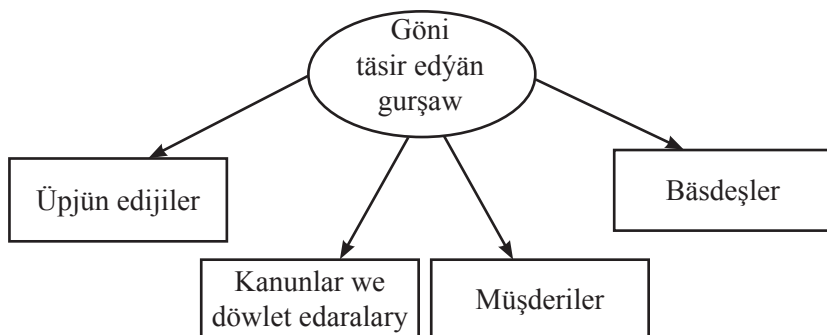 Göni
täsir edýän
gurşaw
Üpjün edijiler
Bäsdeşler
Kanunlar we
döwlet edaralary
Müşderiler